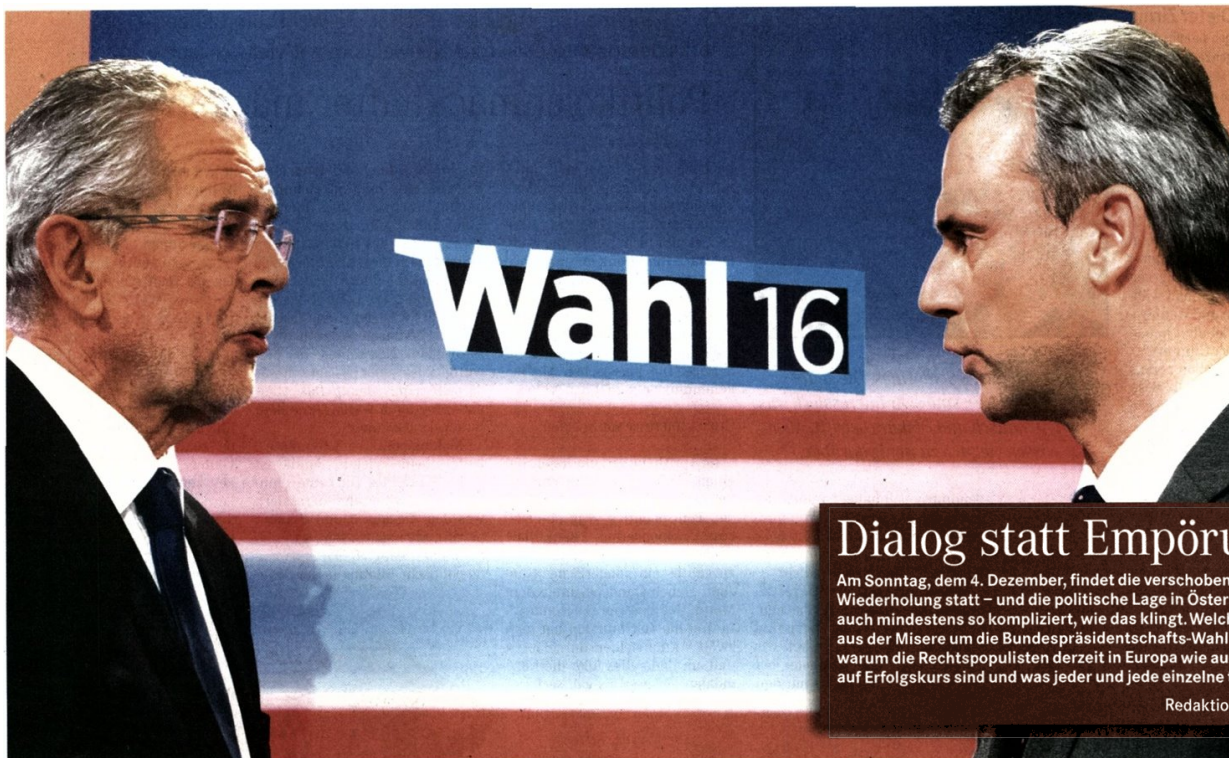 Wahl 16
Dialog statt Empöru
Am Sonntag, dem 4. Dezember, findet die verschoben
Wiederholung statt – und die politische Lage in Öster
auch mindestens so kompliziert, wie das klingt. Welch
aus der Misere um die Bundespräsidentschafts-Wahl
warum die Rechtspopulisten derzeit in Europa wie au
auf Erfolgskurs sind und was jeder und jede einzelne
Redaktio